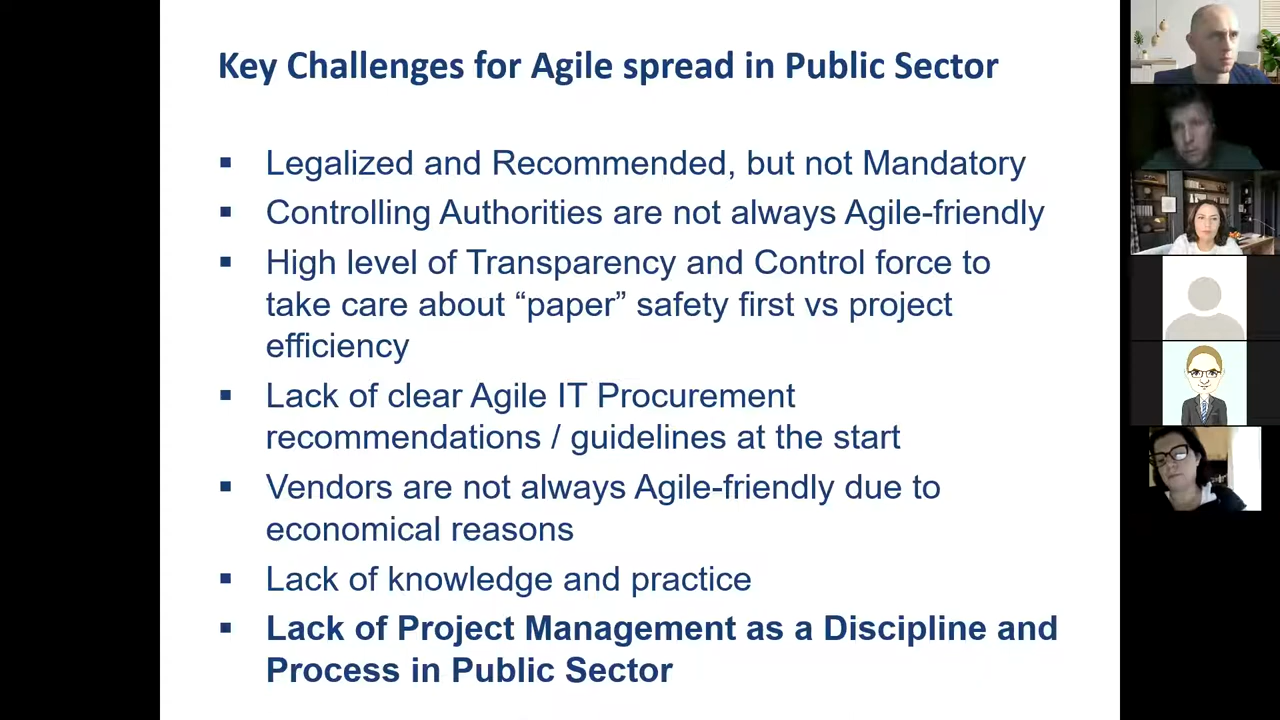 Key Challenges for Agile spread in Public Sector
▪ Legalized and Recommended, but not Mandatory
▪ Controlling Authorities are not always Agile-friendly
▪ High level of Transparency and Control force to
take care about “paper” safety first vs project
efficiency
▪ Lack of clear Agile IT Procurement
recommendations / guidelines at the start
▪ Vendors are not always Agile-friendly due to
economical reasons
▪ Lack of knowledge and practice
▪ Lack of Project Management as a Discipline and
Process in Public Sector